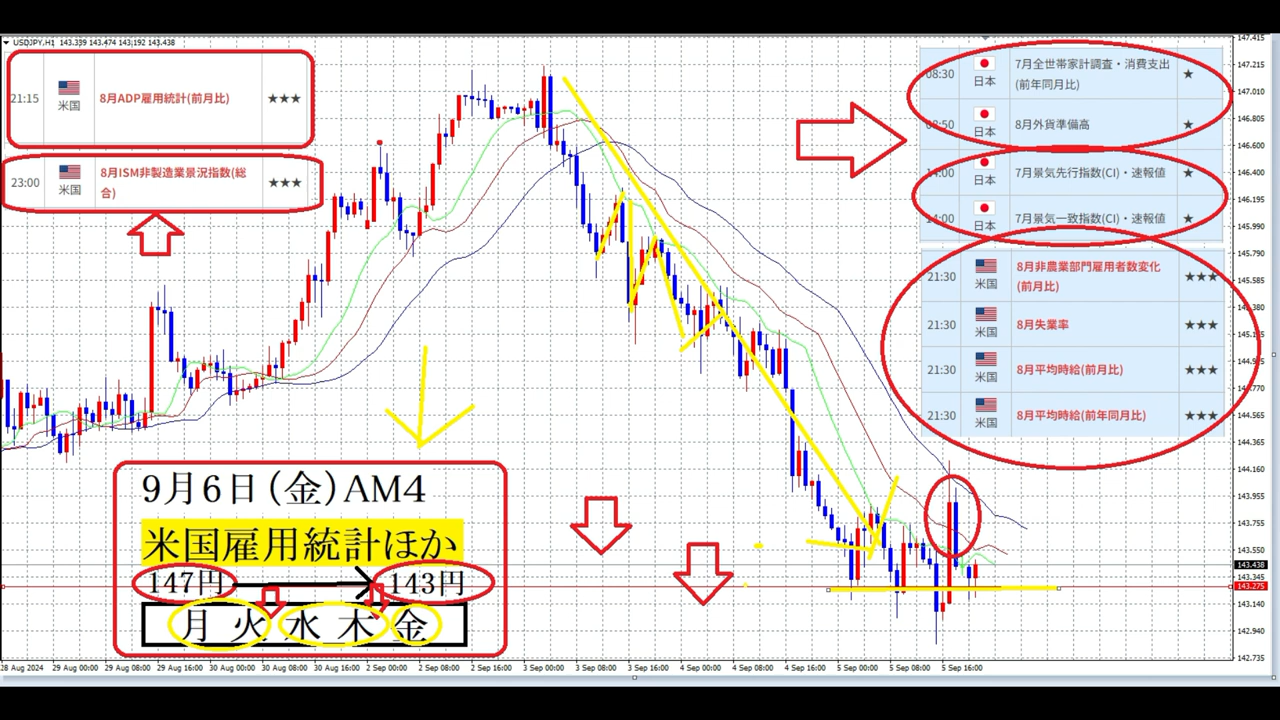 USDJPY,H1 143.339 143.474 143.192 143.438
21:15 米国 8月ADP雇用統計(前月比) ★★★
23:00 米国 8月ISM非製造業景況指数(総
合) ★★★
08:30 日本 7月全世帯家計調査・消費支出
(前年同月比) ★
08:50 日本 8月外貨準備高 ★
14:00 日本 7月景気先行指数(CI)・速報値 ★
14:00 日本 7月景気一致指数(CI)・速報値 ★
21:30 米国 8月非農業部門雇用者数変化
(前月比) ★★★
21:30 米国 8月失業率 ★★★
21:30 米国 8月平均時給(前月比) ★★★
21:30 米国 8月平均時給(前年同月比) ★★★
9月6日(金)AM4
米国雇用統計ほか
147円 143円
月 火 水 木 金
147.415
147.215
147.010
146.805
146.600
146.400
146.195
145.990
145.790
145.585
144.770
144.565
144.365
144.160
143.955
143.755
143.550
143.438
143.345
143.275
143.140
142.940
142.735
28 Aug 2024 29 Aug 00:00 29 Aug 08:00 29 Aug 16:00 30 Aug 00:00 30 Aug 08:00 30 Aug 16:00 2 Sep 00:00 2 Sep 08:00 2 Sep 16:00 3 Sep 00:00 3 Sep 08:00 3 Sep 16:00 4 Sep 00:00 4 Sep 08:00 4 Sep 16:00 5 Sep 00:00 5 Sep 08:00 5 Sep 16:00